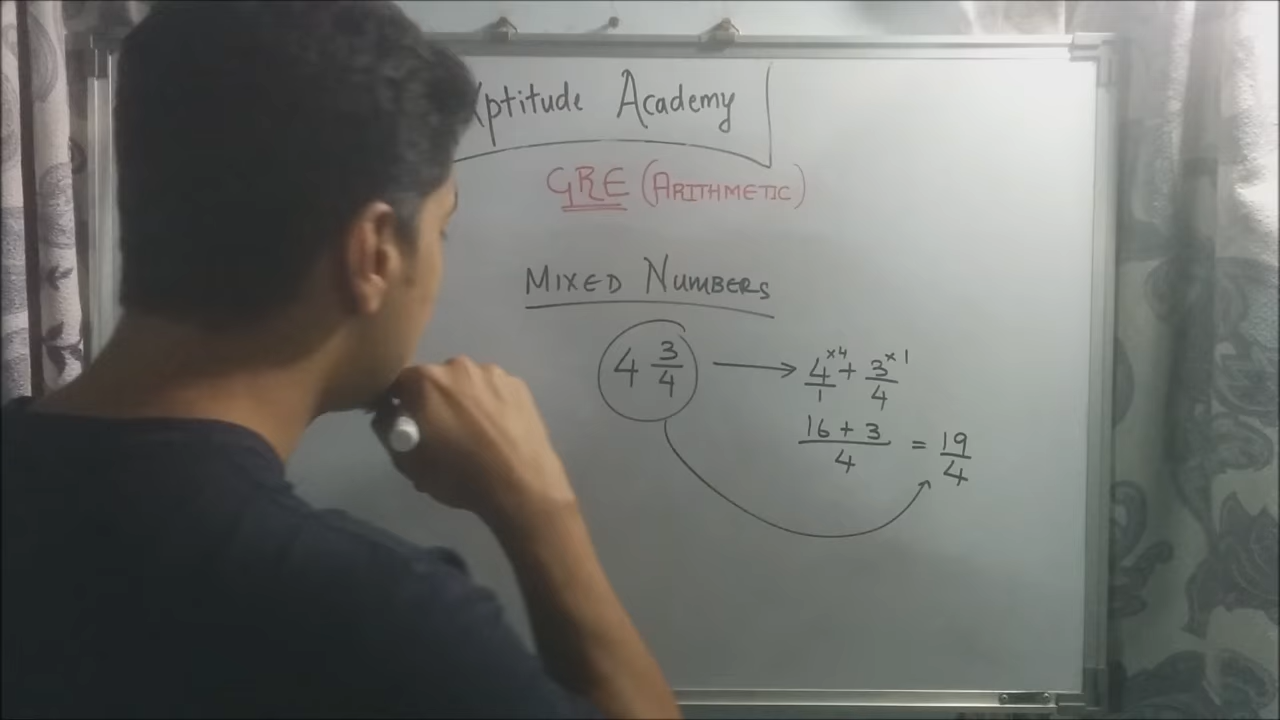 Xptitude Academy
GRE (ARITHMETIC)
MIXED NUMBERS
4 3/4 → 4/1 ×4 + 3/4 ×1
16 + 3 / 4 = 19/4